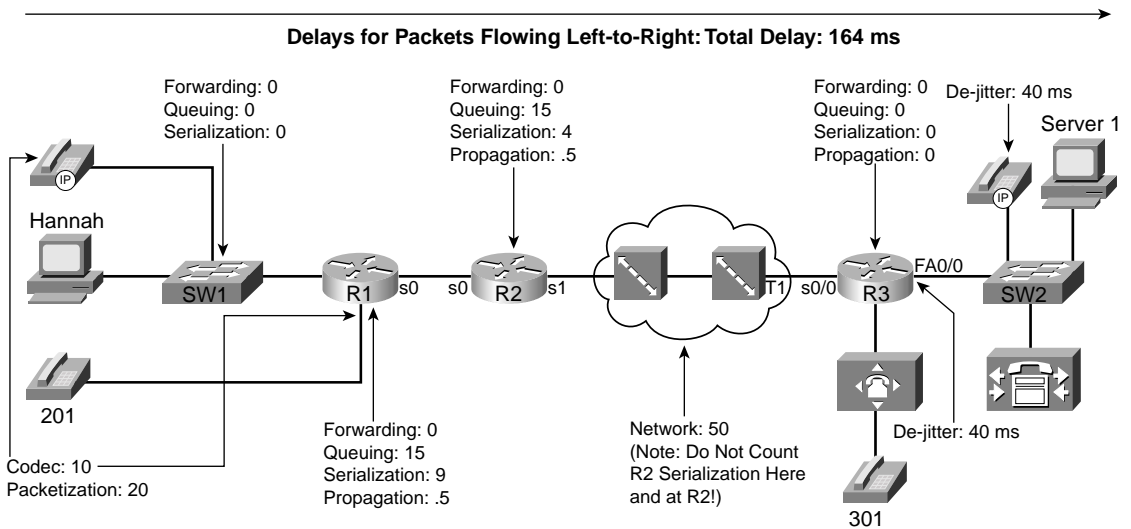 Delays for Packets Flowing Left-to-Right: Total Delay: 164 ms
Forwarding: 0
Queuing: 0
Serialization: 0
Forwarding: 0
Queuing: 15
Serialization: 4
Propagation: .5
Forwarding: 0
Queuing: 0
Serialization: 0
Propagation: 0
De-jitter: 40 ms
Server 1
IP
IP
Hannah
SW1
R1
s0
s0
R2
s1
T1
s0/0
R3
FA0/0
SW2
201
Codec: 10
Packetization: 20
Forwarding: 0
Queuing: 15
Serialization: 9
Propagation: .5
Network: 50
(Note: Do Not Count
R2 Serialization Here
and at R2!)
De-jitter: 40 ms
301